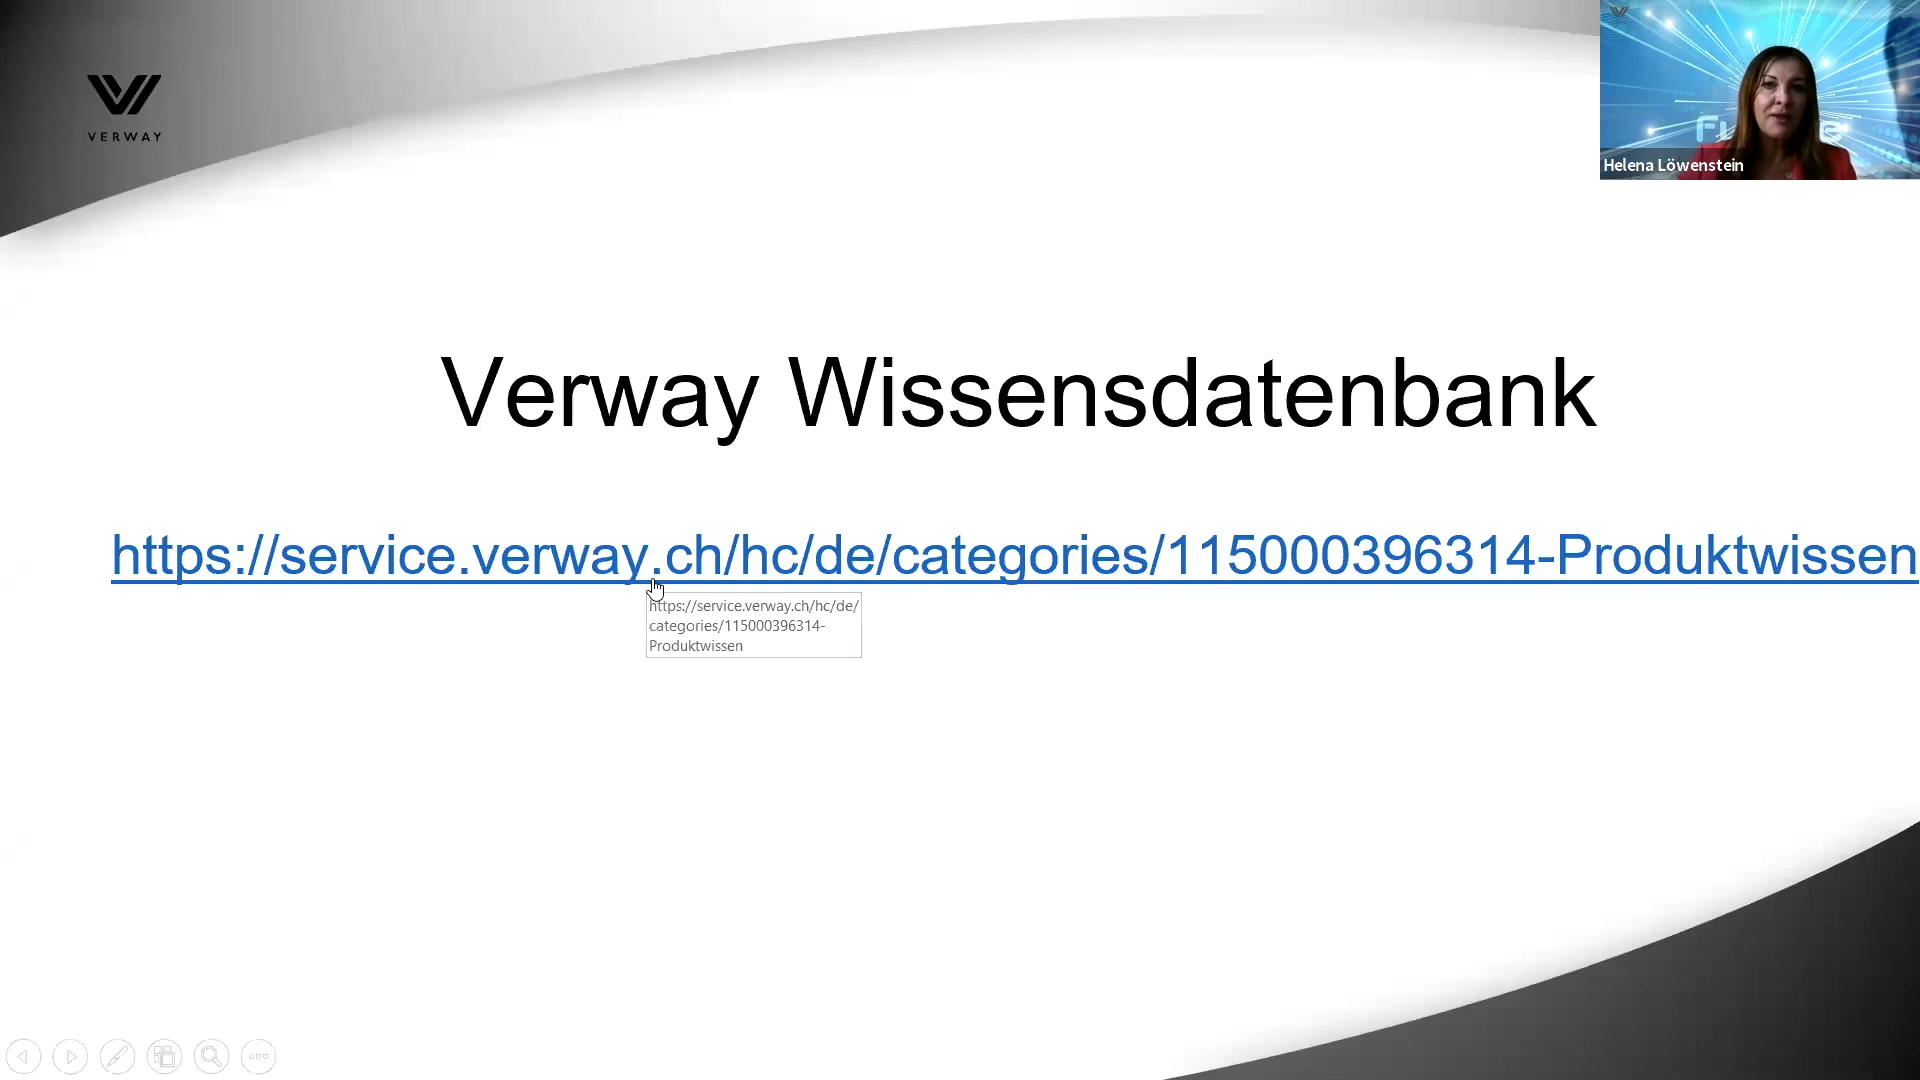 VERWAY
Helena Löwenstein
Verway Wissensdatenbank
https://service.verway.ch/hc/de/categories/115000396314-Produktwissen
https://service.verway.ch/hc/de/
categories/115000396314-
Produktwissen